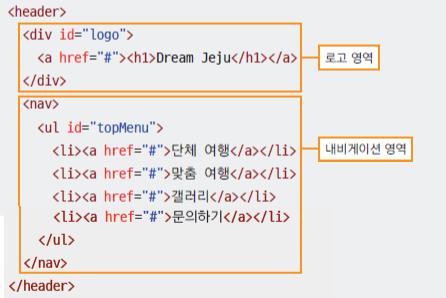 <header>
<div id="logo">
<a href="#"><h1>Dream Jeju</h1></a>
</div>
로고 영역
<nav>
<ul id="topMenu">
<li><a href="#">단체 여행</a></li>
내비게이션 영역
<li><a href="#">맞춤 여행</a></li>
<li><a href="#">갤러리</a></li>
<li><a href="#">문의하기</a></li>
</ul>
</nav>
</header>